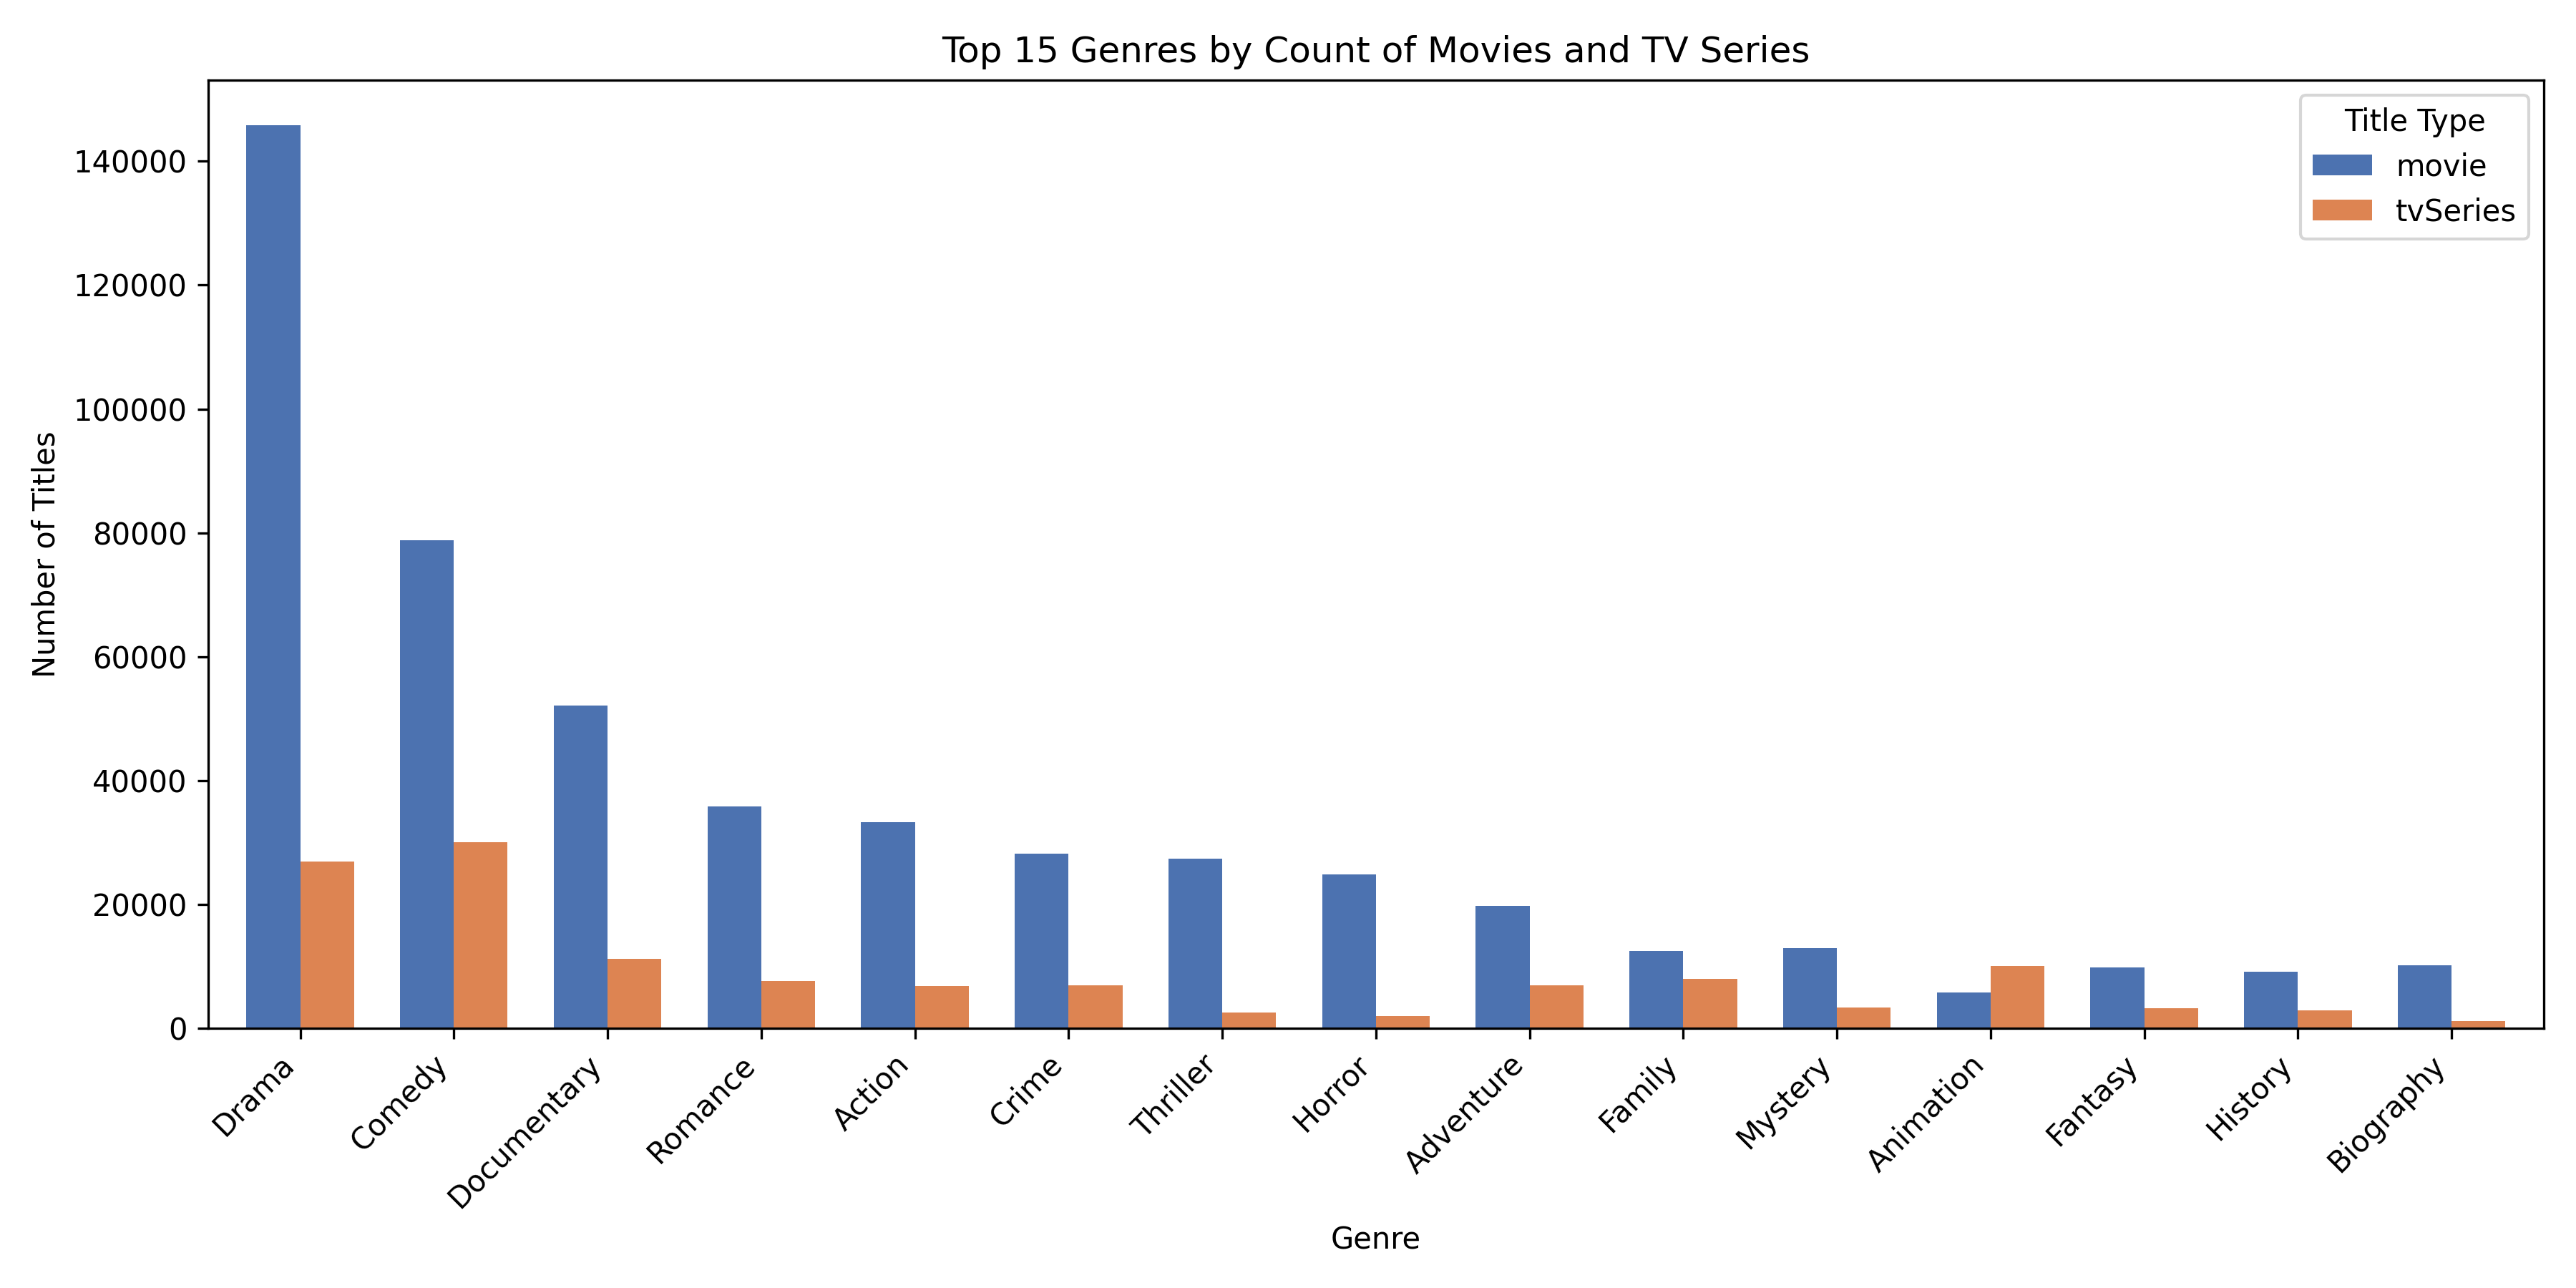 Top 15 Genres by Count of Movies and TV Series
Title Type
movie
tvSeries
Number of Titles
140000
120000
100000
80000
60000
40000
20000
0
Drama
Comedy
Documentary
Romance
Action
Crime
Thriller
Horror
Adventure
Family
Mystery
Animation
Fantasy
History
Biography
Genre